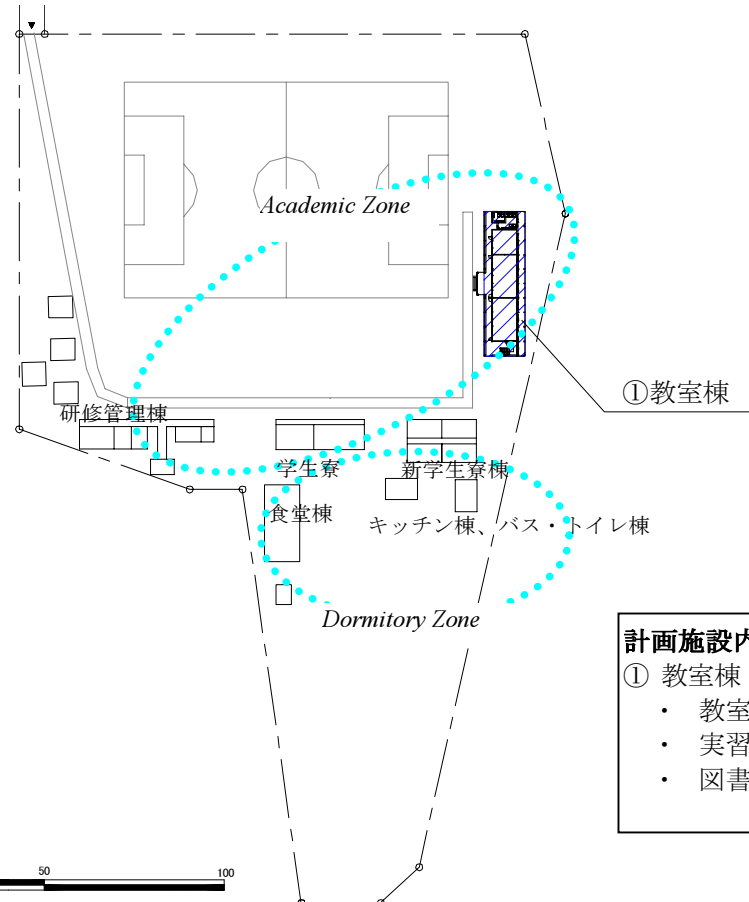 Academic Zone
①教室棟
研修管理棟
学生寮
新学生寮棟
食堂棟
キッチン棟、バス・トイレ棟
Dormitory Zone
計画施設内
① 教室棟
・ 教室
・ 実習
・ 図書
50
100